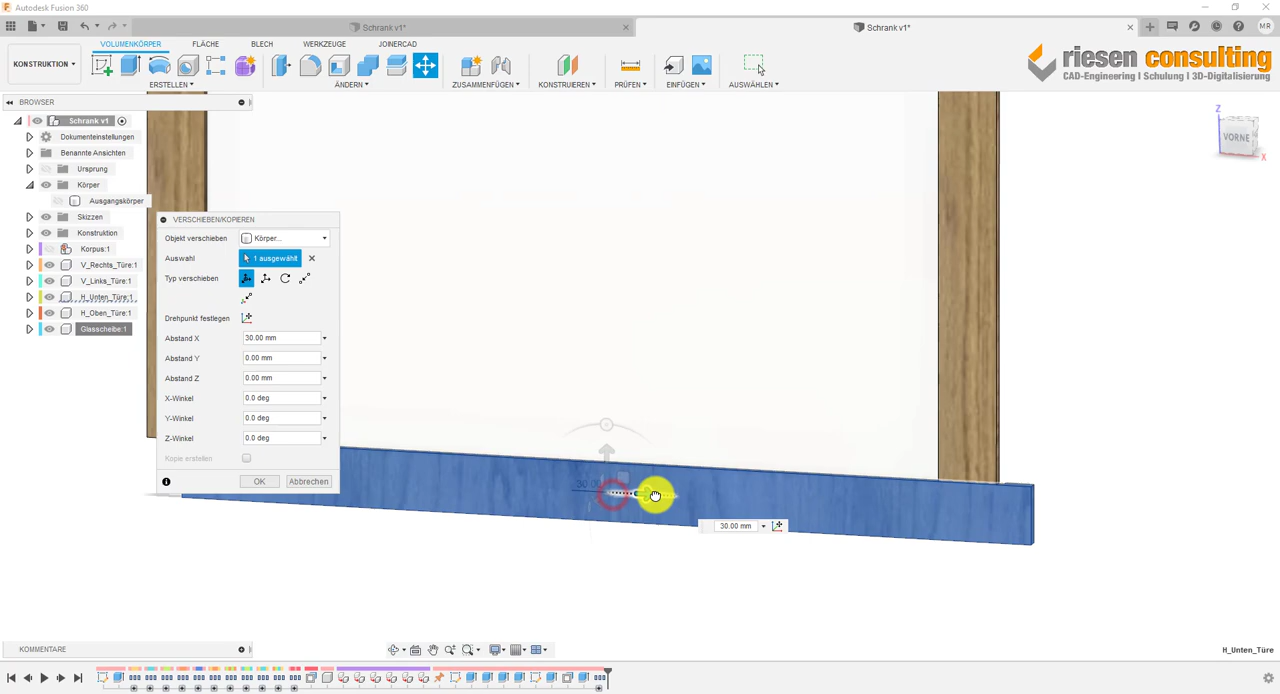 Autodesk Fusion 360
Schrank v1*
Schrank v1*
MR
VOLUMENKÖRPER
FLÄCHE
BLECH
WERKZEUGE
JOINERCAD
KONSTRUKTION
ERSTELLEN
ÄNDERN
ZUSAMMENFÜGEN
KONSTRUIEREN
PRÜFEN
EINFÜGEN
AUSWÄHLEN
riesen consulting
CAD-Engineering | Schulung | 3D-Digitalisierung
BROWSER
Schrank v1
Dokumenteinstellungen
Benannte Ansichten
Ursprung
Körper
Ausgangskörper
Skizzen
Konstruktion
Korpus:1
V_Rechts_Türe:1
V_Links_Türe:1
H_Unten_Türe:1
H_Oben_Türe:1
Glasscheibe:1
VERSCHIEBEN/KOPIEREN
Objekt verschieben
Körper...
Auswahl
1 ausgewählt
Typ verschieben
Drehpunkt festlegen
Abstand X
30.00 mm
Abstand Y
0.00 mm
Abstand Z
0.00 mm
X-Winkel
0.0 deg
Y-Winkel
0.0 deg
Z-Winkel
0.0 deg
Kopie erstellen
OK
Abbrechen
Z
VORNE
X
30.00
30.00 mm
KOMMENTARE
H_Unten_Türe